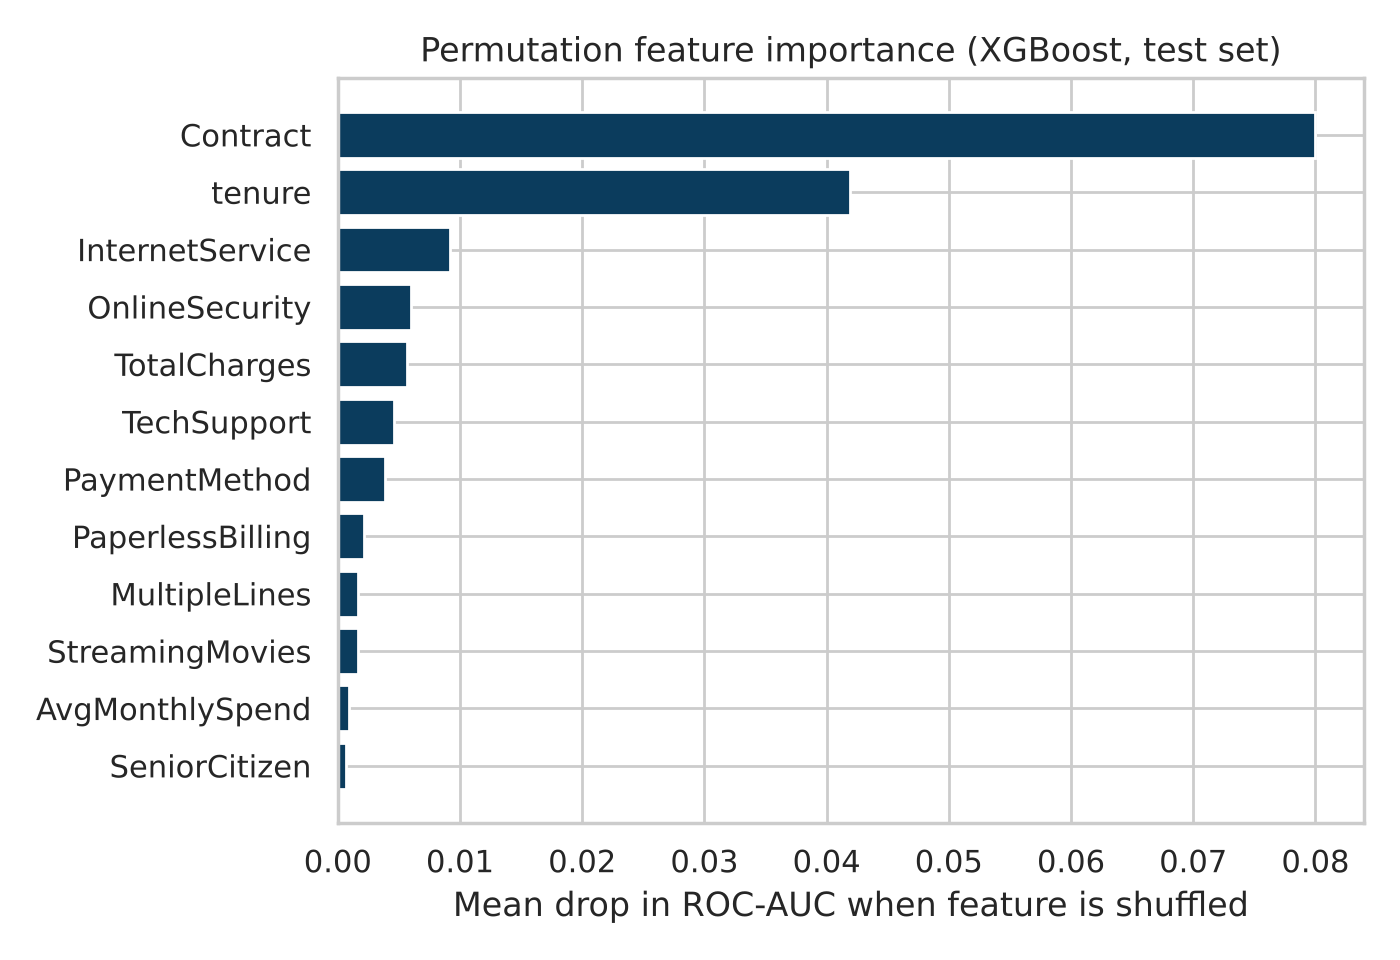 Permutation feature importance (XGBoost, test set)
Contract
tenure
InternetService
OnlineSecurity
TotalCharges
TechSupport
PaymentMethod
PaperlessBilling
MultipleLines
StreamingMovies
AvgMonthlySpend
SeniorCitizen
0.00 0.01 0.02 0.03 0.04 0.05 0.06 0.07 0.08
Mean drop in ROC-AUC when feature is shuffled